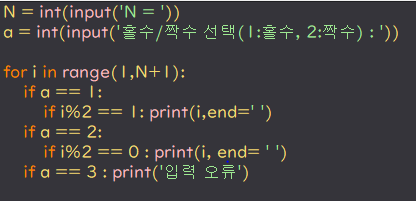 N = int(input('N = '))
a = int(input('홀수/짝수 선택(1:홀수, 2:짝수) : '))
for i in range(1,N+1):
if a == 1:
if i%2 == 1: print(i,end=' ')
if a == 2:
if i%2 == 0 : print(i, end= ' ')
if a == 3 : print('입력 오류')